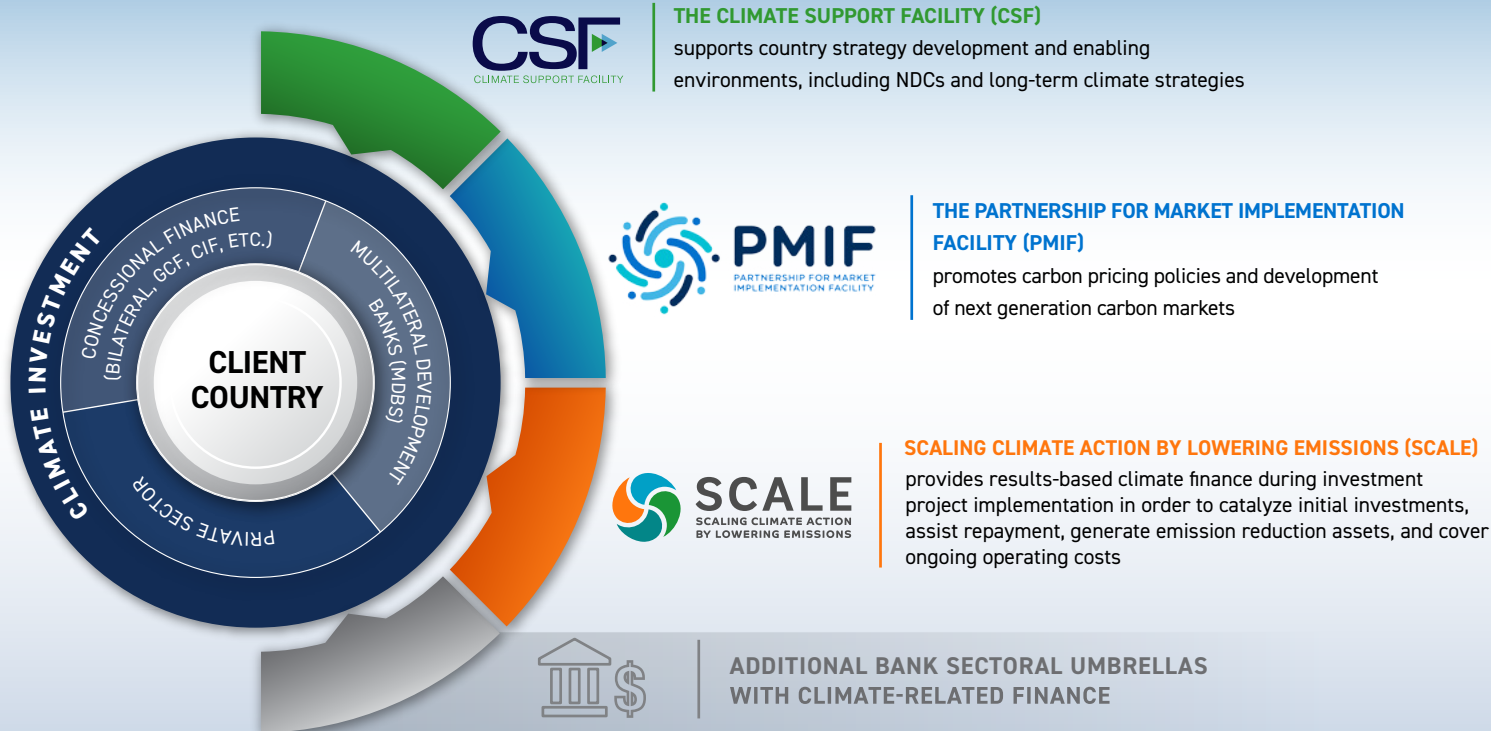 CSF
CLIMATE SUPPORT FACILITY
THE CLIMATE SUPPORT FACILITY (CSF)
supports country strategy development and enabling
environments, including NDCs and long-term climate strategies
CLIMATE INVESTMENT
CONCESSIONAL FINANCE
(BILATERAL, GCF, CIF, ETC.)
MULTILATERAL DEVELOPMENT
BANKS (MDBS)
PRIVATE SECTOR
CLIENT
COUNTRY
PMIF
PARTNERSHIP FOR MARKET
IMPLEMENTATION FACILITY
THE PARTNERSHIP FOR MARKET IMPLEMENTATION
FACILITY (PMIF)
promotes carbon pricing policies and development
of next generation carbon markets
SCALE
SCALING CLIMATE ACTION
BY LOWERING EMISSIONS
SCALING CLIMATE ACTION BY LOWERING EMISSIONS (SCALE)
provides results-based climate finance during investment
project implementation in order to catalyze initial investments,
assist repayment, generate emission reduction assets, and cover
ongoing operating costs
$
ADDITIONAL BANK SECTORAL UMBRELLAS
WITH CLIMATE-RELATED FINANCE